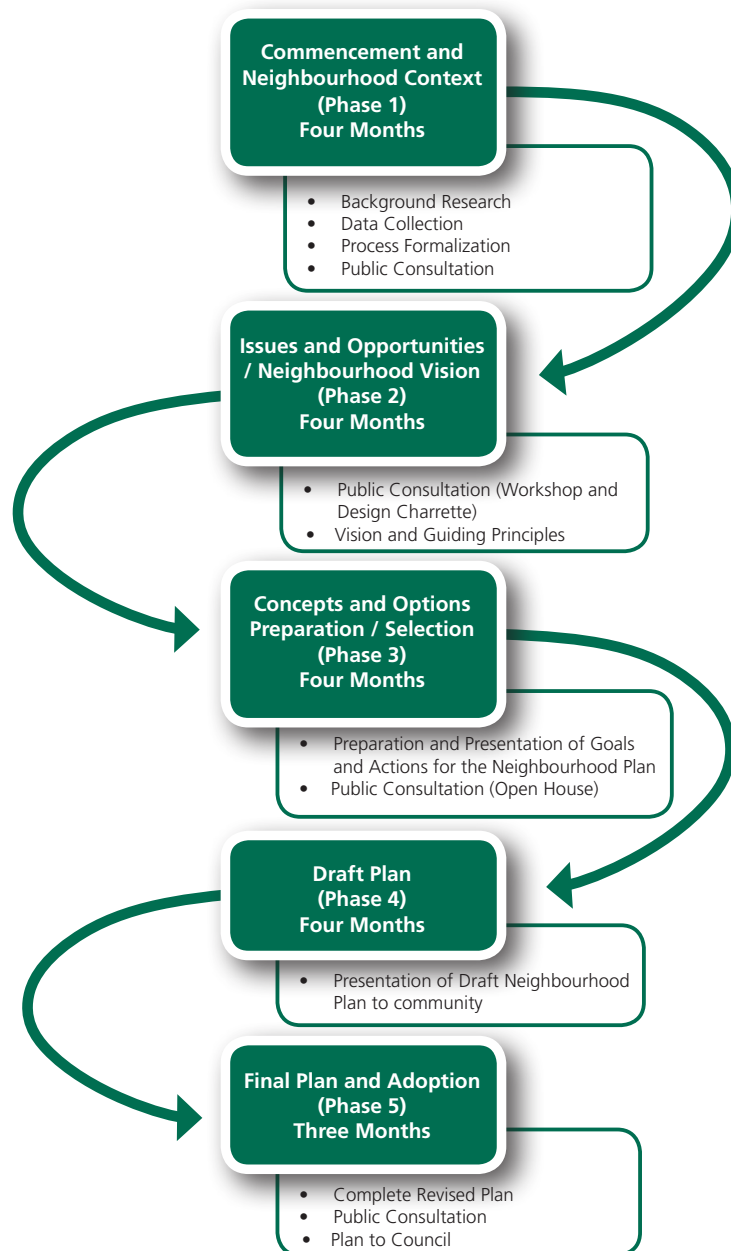 Commencement and
Neighbourhood Context
(Phase 1)
Four Months
• Background Research
• Data Collection
• Process Formalization
• Public Consultation
Issues and Opportunities
/ Neighbourhood Vision
(Phase 2)
Four Months
• Public Consultation (Workshop and
Design Charrette)
• Vision and Guiding Principles
Concepts and Options
Preparation / Selection
(Phase 3)
Four Months
• Preparation and Presentation of Goals
and Actions for the Neighbourhood Plan
• Public Consultation (Open House)
Draft Plan
(Phase 4)
Four Months
• Presentation of Draft Neighbourhood
Plan to community
Final Plan and Adoption
(Phase 5)
Three Months
• Complete Revised Plan
• Public Consultation
• Plan to Council